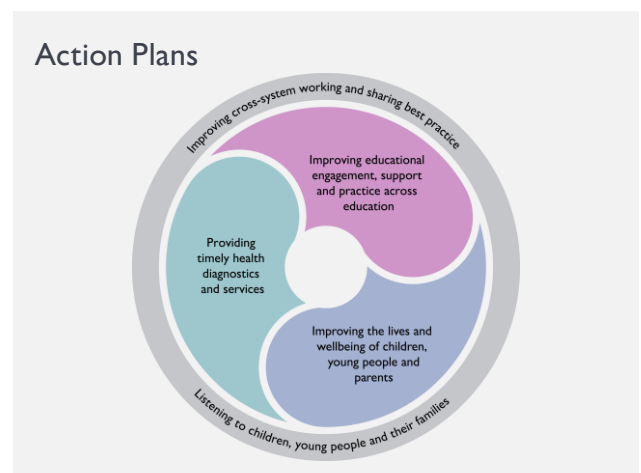 Action Plans
Improving cross-system working and sharing best practice
Improving educational
engagement, support
and practice across
education
Providing
timely health
diagnostics
and services
Improving the lives and
wellbeing of children,
young people and
parents
Listening to children, young people and their families